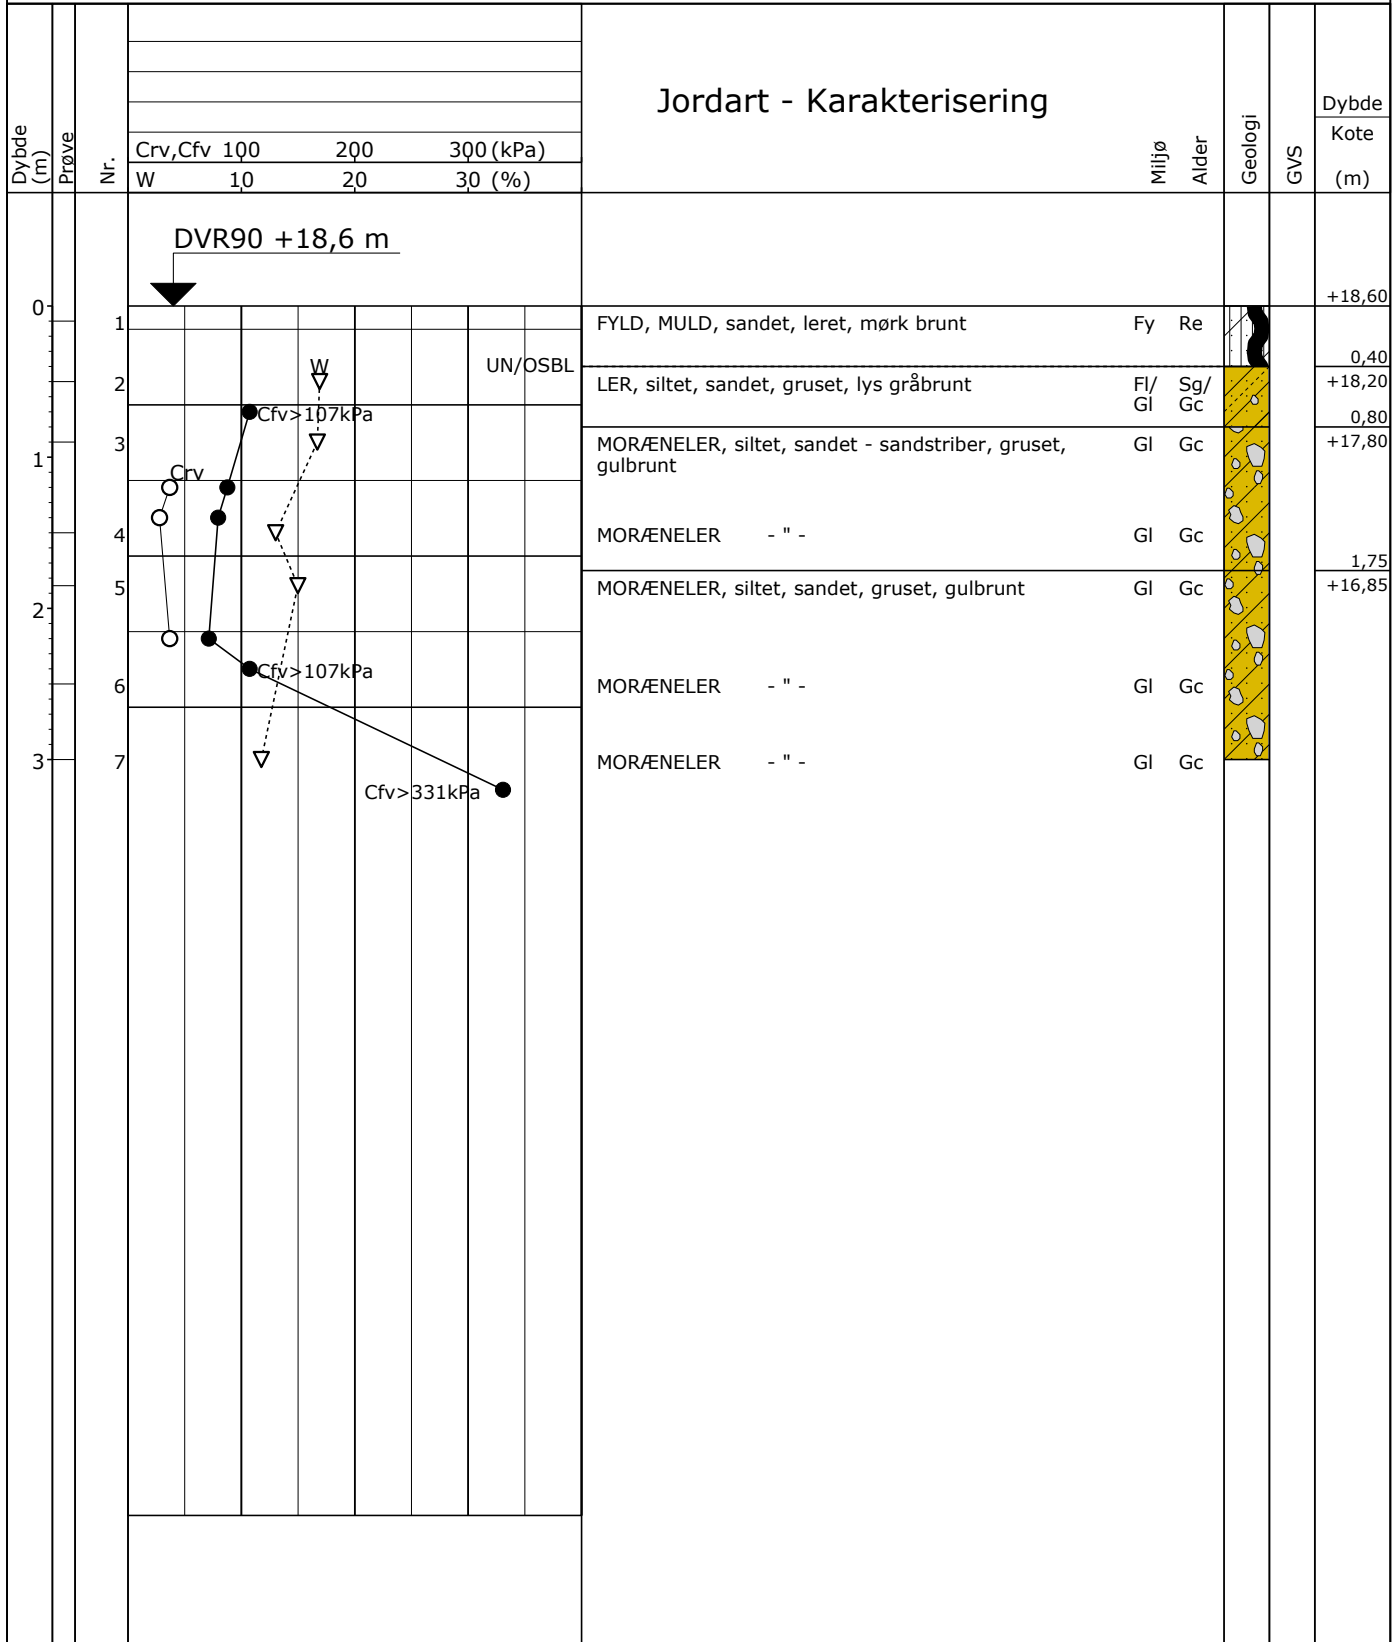 Jordart - Karakterisering
Dybde (m)
Prøve
Nr.
Crv,Cfv 100 200 300 (kPa)
W 10 20 30 (%)
Miljø
Alder
Geologi
GVS
Dybde
Kote
(m)
DVR90 +18,6 m
+18,60
0
1 FYLD, MULD, sandet, leret, mørk brunt Fy Re
0,40
UN/OSBL
W
+18,20
2 LER, siltet, sandet, gruset, lys gråbrunt Fl/ Sg/
Gl Gc
Cfv>107kPa
0,80
+17,80
3 MORÆNELER, siltet, sandet - sandstriber, gruset, Gl Gc
gulbrunt
1
Crv
4 MORÆNELER - " - Gl Gc
1,75
+16,85
5 MORÆNELER, siltet, sandet, gruset, gulbrunt Gl Gc
2
Cfv>107kPa
6 MORÆNELER - " - Gl Gc
3
7 MORÆNELER - " - Gl Gc
Cfv>331kPa